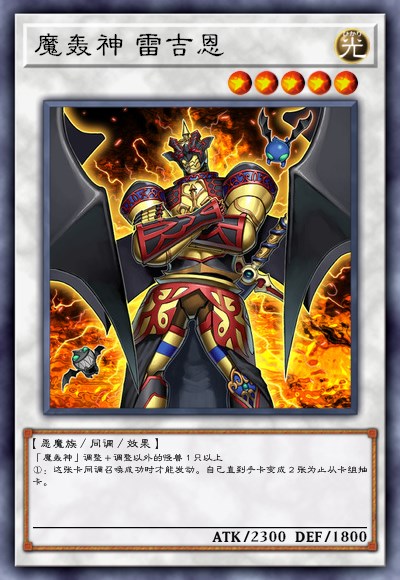 魔轰神 雷吉恩
ひかり
光
【恶魔族／同调／效果】
「魔轰神」调整＋调整以外的怪兽1只以上
①：这张卡同调召唤成功时才能发动。自己直到手卡变成2张为止从卡组抽
卡。
ATK/2300 DEF/1800